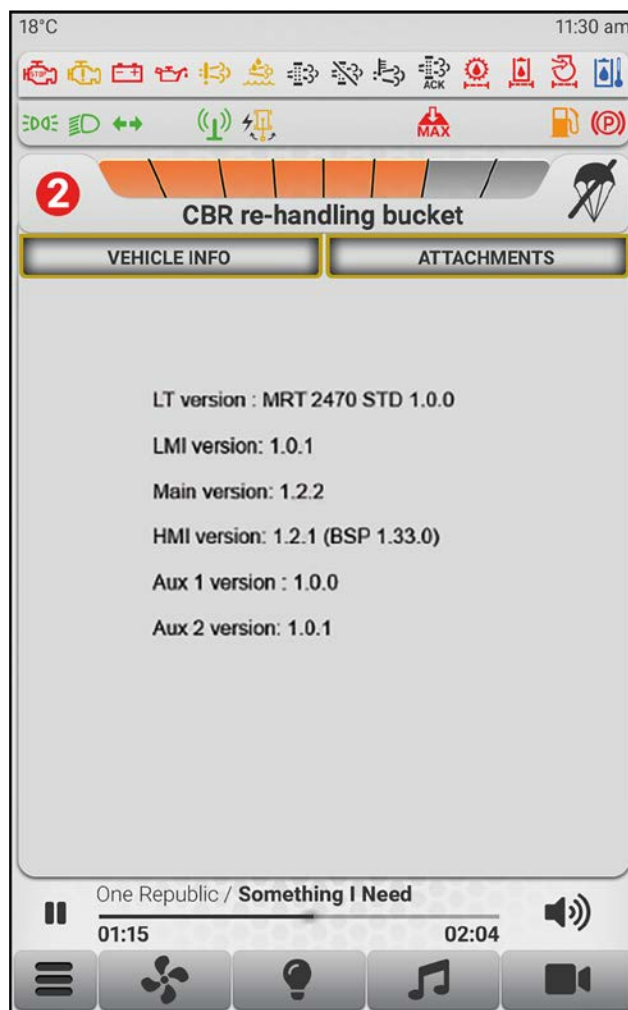 18°C
11:30 am
STOP
ACK
MAX
(P)
2
CBR re-handling bucket
VEHICLE INFO
ATTACHMENTS
LT version : MRT 2470 STD 1.0.0
LMI version: 1.0.1
Main version: 1.2.2
HMI version: 1.2.1 (BSP 1.33.0)
Aux 1 version : 1.0.0
Aux 2 version: 1.0.1
One Republic / Something I Need
01:15
02:04